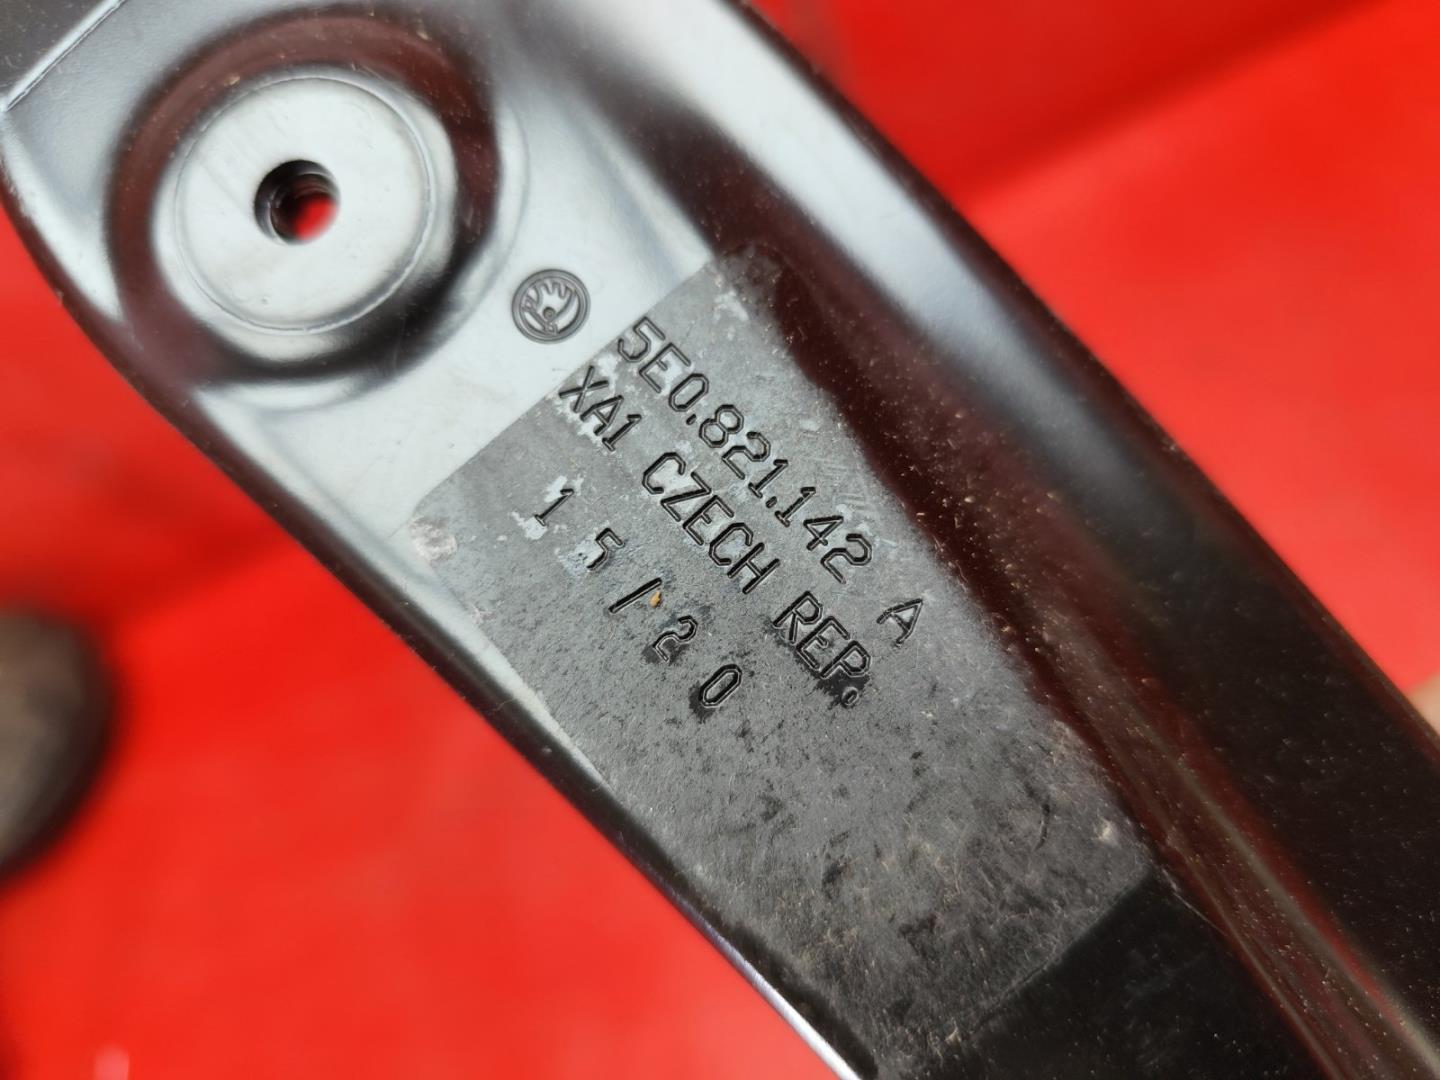 5E0.821.142 A
XA1 CZECH REP.
15/20